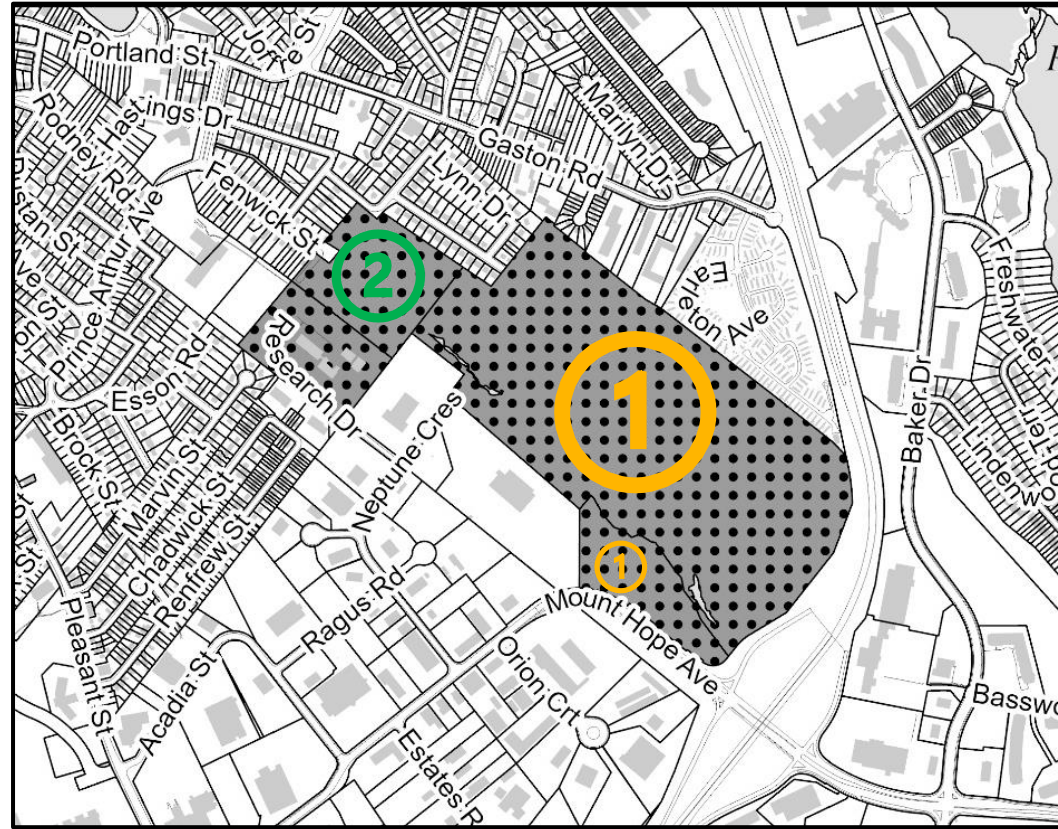 Portland St
Joffre St
Hastings Dr
Rodney Rd
Gaston Rd
Marilyn Dr
Lynn Dr
Fenwick St
Prince Arthur Ave
2
Earleton Ave
1
Research Dr
Esson Rd
Brock St
Marvin St
Chadwick St
Renfrew St
Neptune Cres
Baker Dr
Freshwater
1
Ragus Rd
Mount Hope Ave
Orion Crt
Pleasant St
Acadia St
Estates R
Basswo